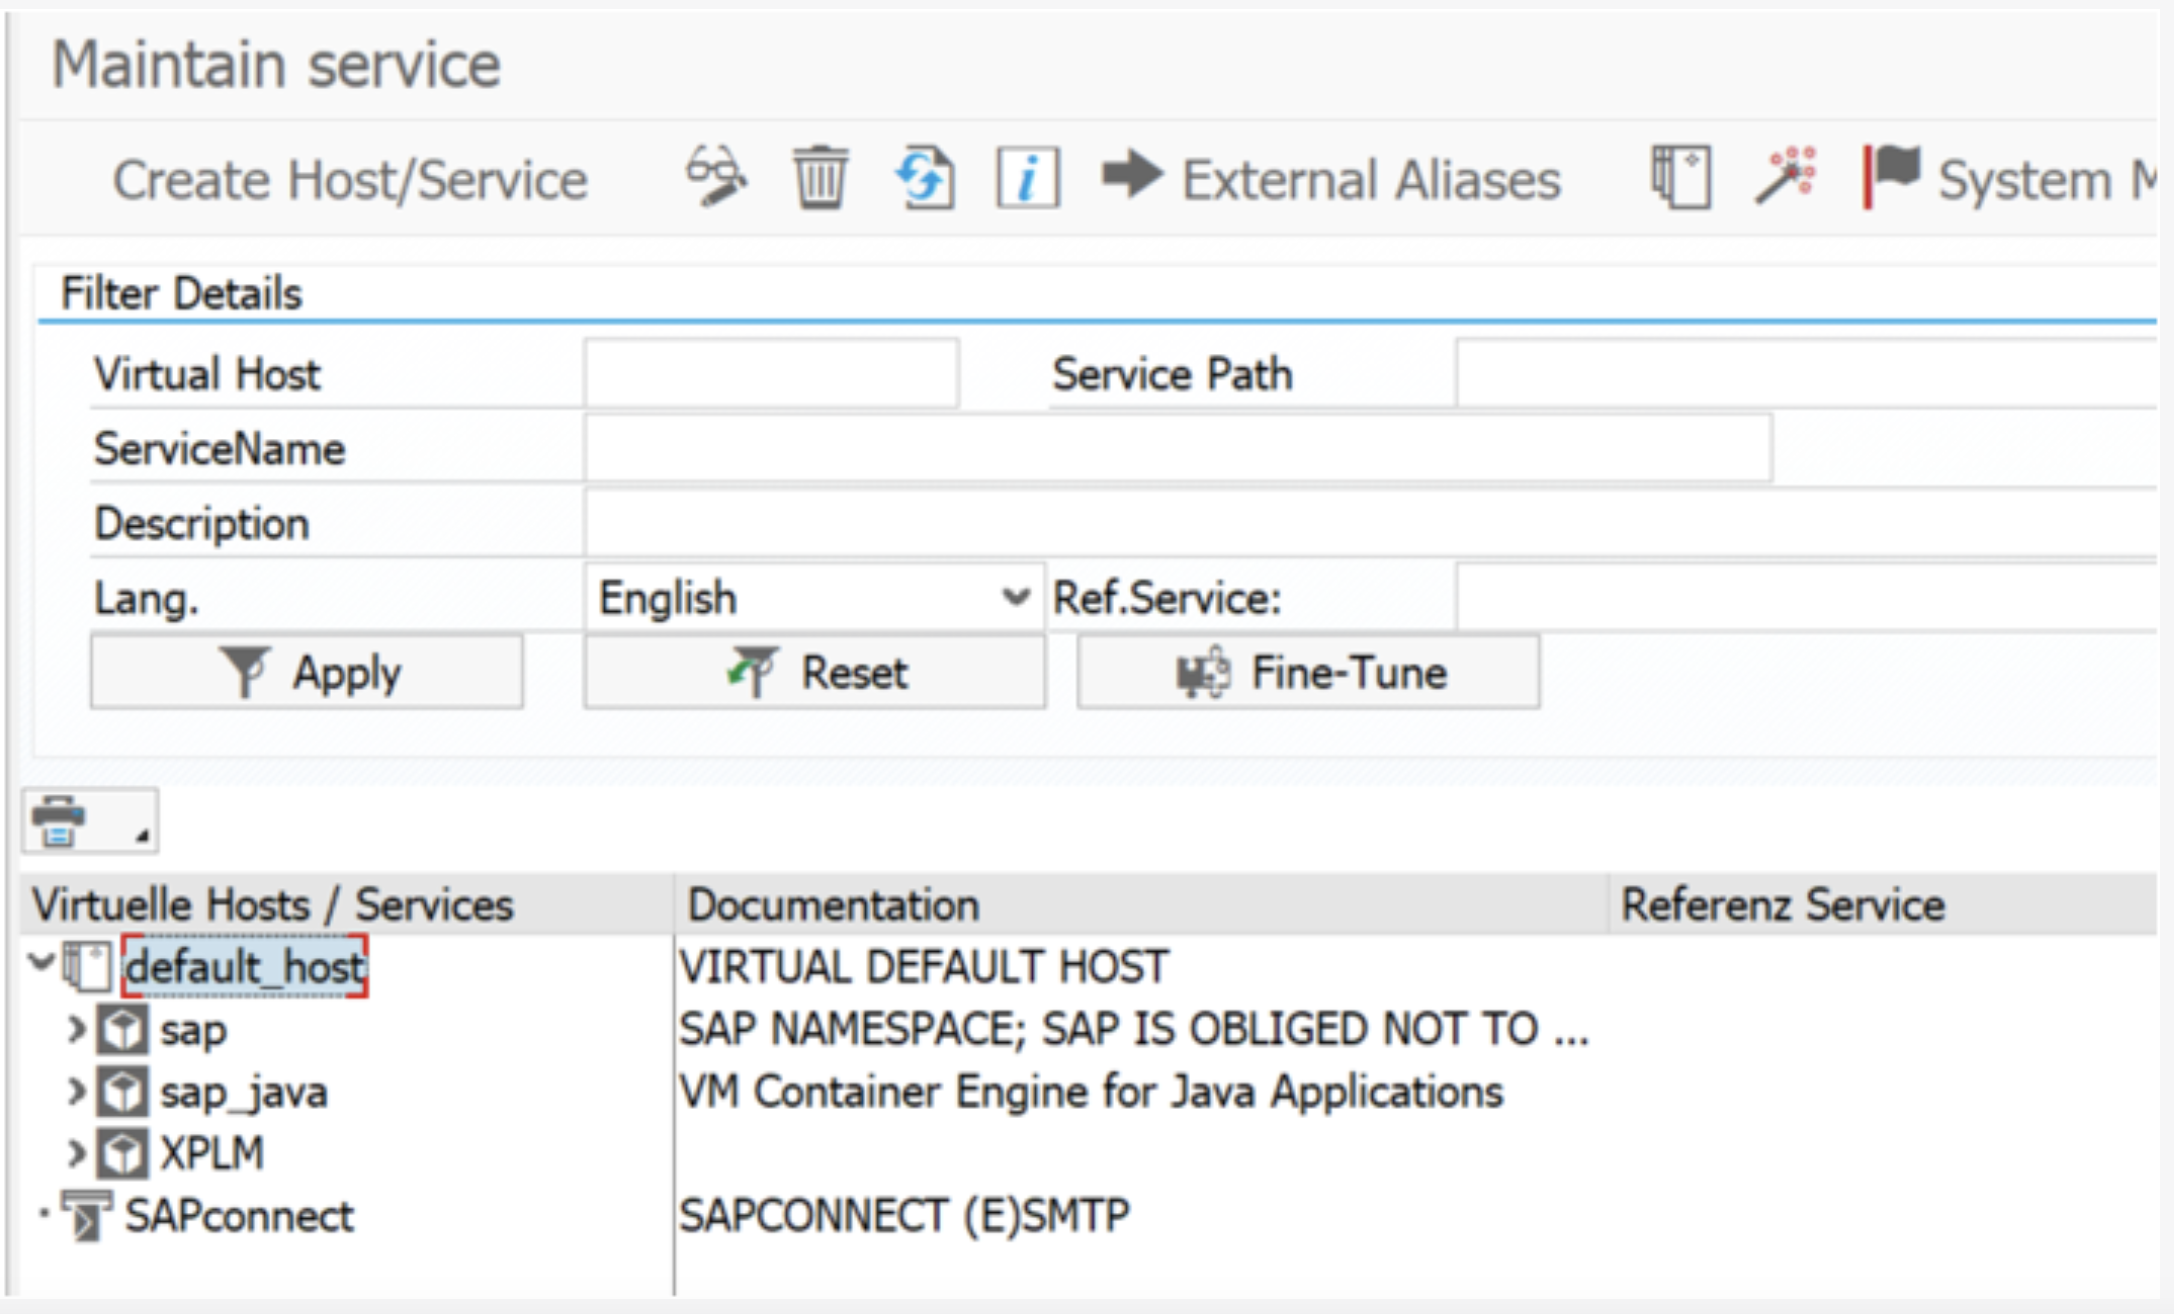 Maintain service
Create Host/Service External Aliases System M
Filter Details
Virtual Host Service Path
ServiceName
Description
Lang. English Ref.Service:
Apply Reset Fine-Tune
Virtuelle Hosts / Services Documentation Referenz Service
default_host VIRTUAL DEFAULT HOST
sap SAP NAMESPACE; SAP IS OBLIGED NOT TO ...
sap_java VM Container Engine for Java Applications
XPLM
SAPconnect SAPCONNECT (E)SMTP